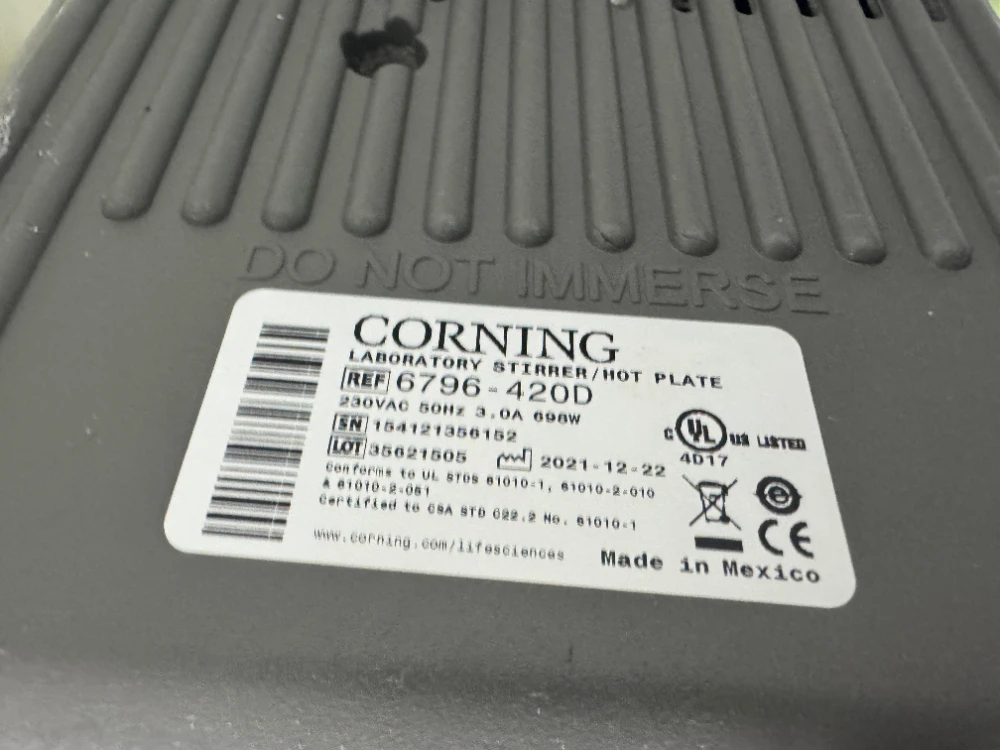 DO NOT IMMERSE
CORNING
LABORATORY STIRRER/HOT PLATE
REF 6796-420D
230VAC 50Hz 3.0A 698W
SN 154121356152
LOT 35621505 2021-12-22
C UL US LISTED
4D17
Conforms to UL STDS 61010-1, 61010-2-010
& 61010-2-051
Certified to CSA STD C22.2 No. 61010-1
e
CE
www.corning.com/lifesciences
Made in Mexico